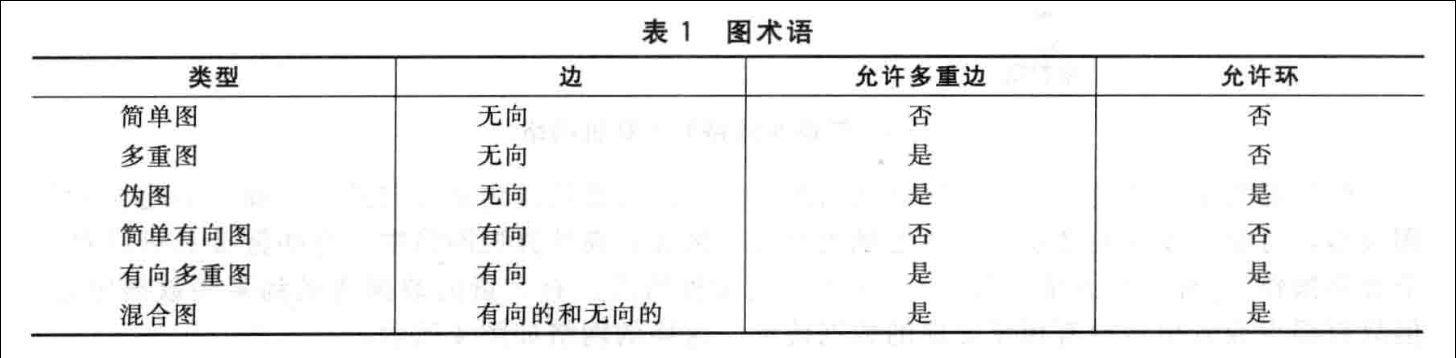 表 1 图术语
类型 边 允许多重边 允许环
简单图 无向 否 否
多重图 无向 是 否
伪图 无向 是 是
简单有向图 有向 否 否
有向多重图 有向 是 是
混合图 有向的和无向的 是 是